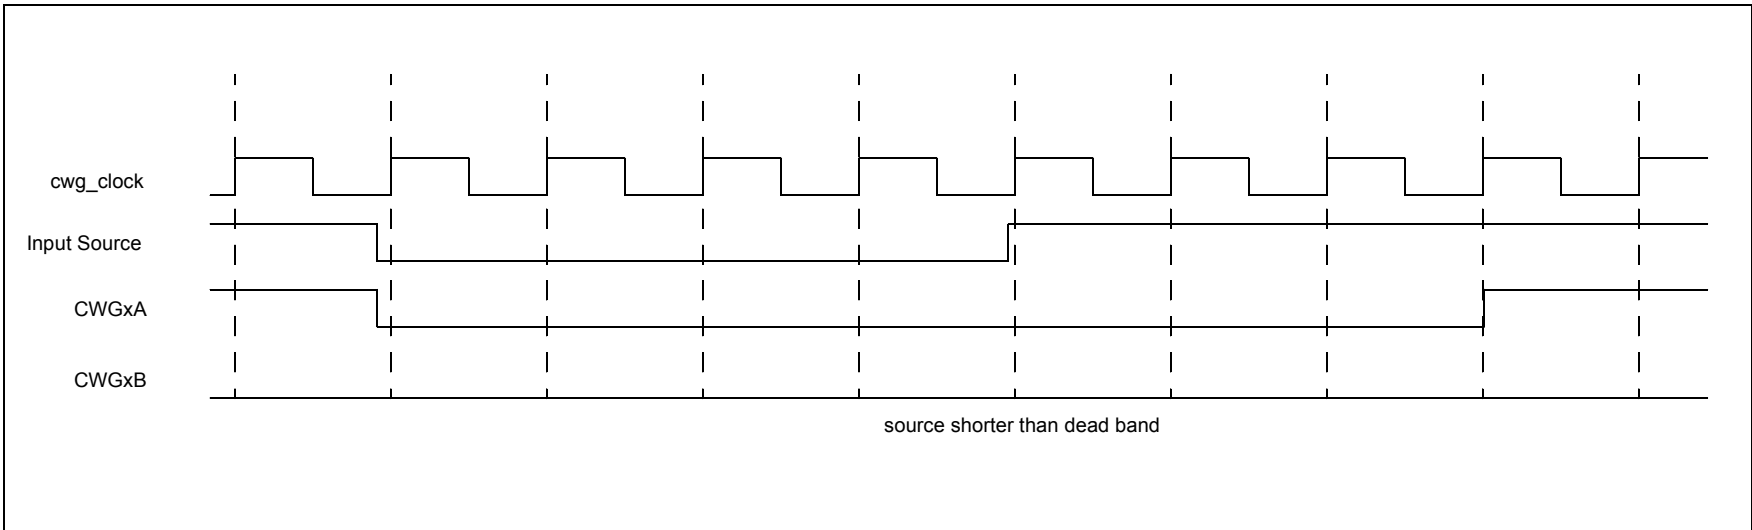 cwg_clock
Input Source
CWGxA
CWGxB
source shorter than dead band